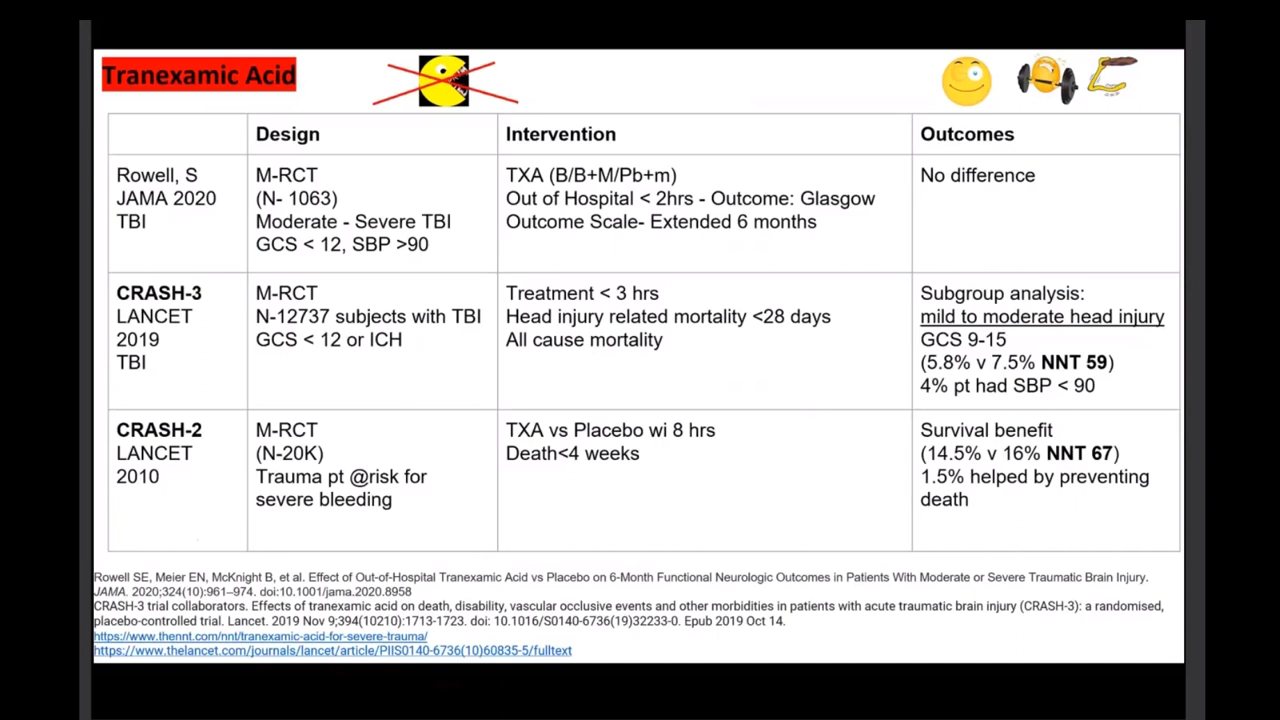 Tranexamic Acid
Design
Intervention
Outcomes
Rowell, S
JAMA 2020
TBI
M-RCT
(N- 1063)
Moderate - Severe TBI
GCS < 12, SBP >90
TXA (B/B+M/Pb+m)
Out of Hospital < 2hrs - Outcome: Glasgow
Outcome Scale- Extended 6 months
No difference
CRASH-3
LANCET
2019
TBI
M-RCT
N-12737 subjects with TBI
GCS < 12 or ICH
Treatment < 3 hrs
Head injury related mortality <28 days
All cause mortality
Subgroup analysis:
mild to moderate head injury
GCS 9-15
(5.8% v 7.5% NNT 59)
4% pt had SBP < 90
CRASH-2
LANCET
2010
M-RCT
(N-20K)
Trauma pt @risk for
severe bleeding
TXA vs Placebo wi 8 hrs
Death<4 weeks
Survival benefit
(14.5% v 16% NNT 67)
1.5% helped by preventing
death
Rowell SE, Meier EN, McKnight B, et al. Effect of Out-of-Hospital Tranexamic Acid vs Placebo on 6-Month Functional Neurologic Outcomes in Patients With Moderate or Severe Traumatic Brain Injury.
JAMA. 2020;324(10):961–974. doi:10.1001/jama.2020.8958
CRASH-3 trial collaborators. Effects of tranexamic acid on death, disability, vascular occlusive events and other morbidities in patients with acute traumatic brain injury (CRASH-3): a randomised,
placebo-controlled trial. Lancet. 2019 Nov 9;394(10210):1713-1723. doi: 10.1016/S0140-6736(19)32233-0. Epub 2019 Oct 14.
https://www.thennt.com/nnt/tranexamic-acid-for-severe-trauma/
https://www.thelancet.com/journals/lancet/article/PIIS0140-6736(10)60835-5/fulltext